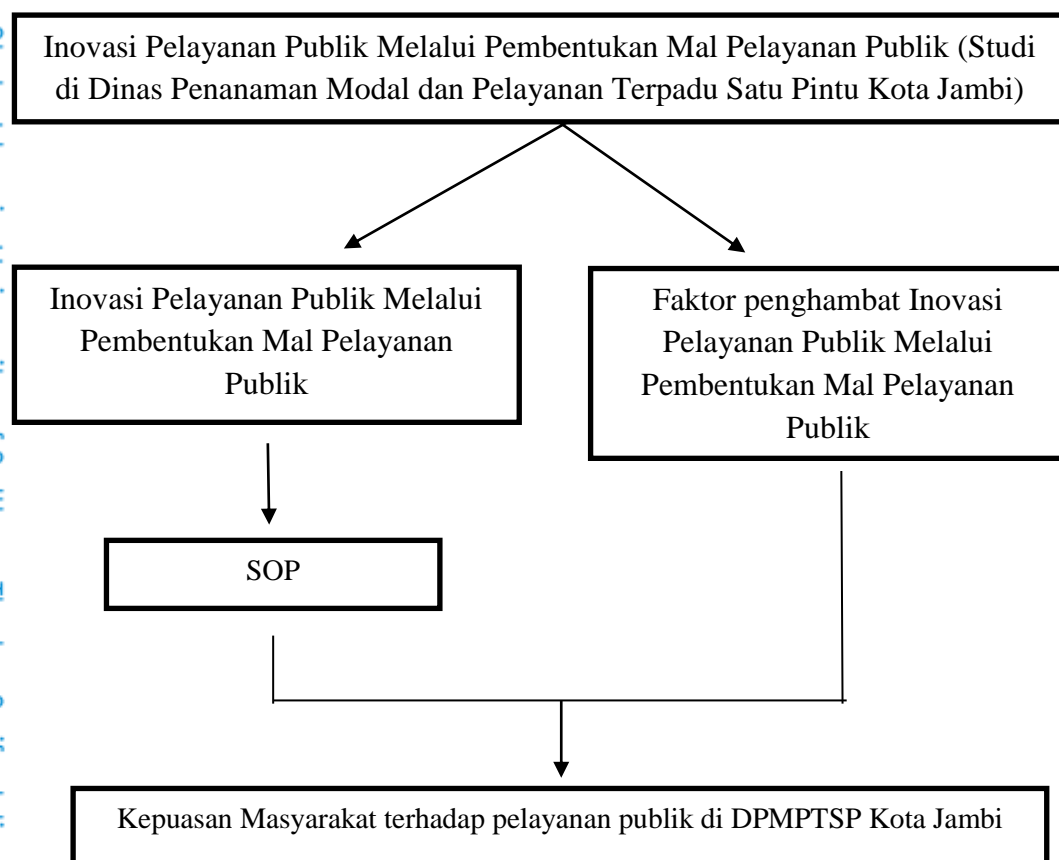 Inovasi Pelayanan Publik Melalui Pembentukan Mal Pelayanan Publik (Studi
di Dinas Penanaman Modal dan Pelayanan Terpadu Satu Pintu Kota Jambi)
Inovasi Pelayanan Publik Melalui
Pembentukan Mal Pelayanan
Publik
Faktor penghambat Inovasi
Pelayanan Publik Melalui
Pembentukan Mal Pelayanan
Publik
SOP
Kepuasan Masyarakat terhadap pelayanan publik di DPMPTSP Kota Jambi